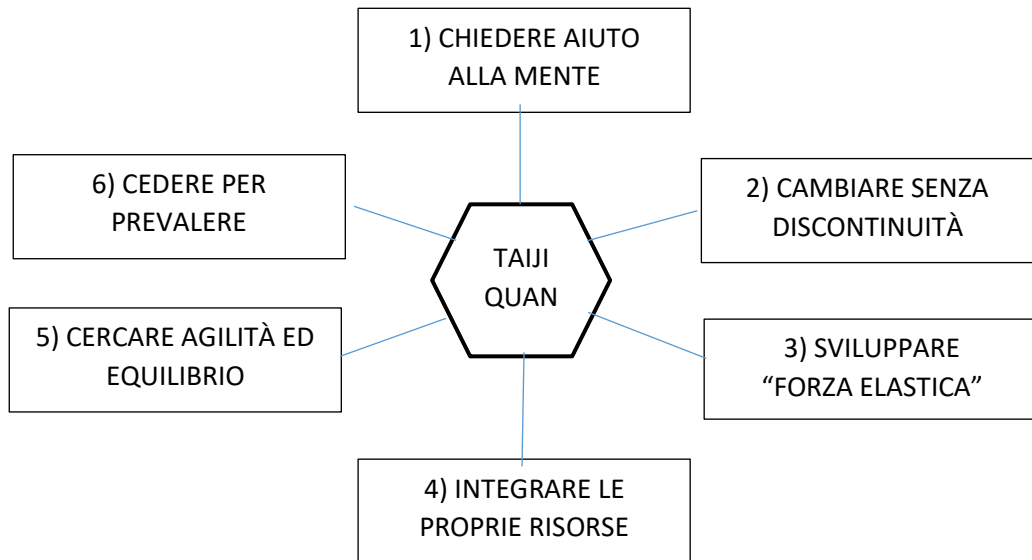 1) CHIEDERE AIUTO
ALLA MENTE
6) CEDERE PER
PREVALERE
2) CAMBIARE SENZA
DISCONTINUITÀ
TAIJI
QUAN
5) CERCARE AGILITÀ ED
EQUILIBRIO
3) SVILUPPARE
“FORZA ELASTICA”
4) INTEGRARE LE
PROPRIE RISORSE